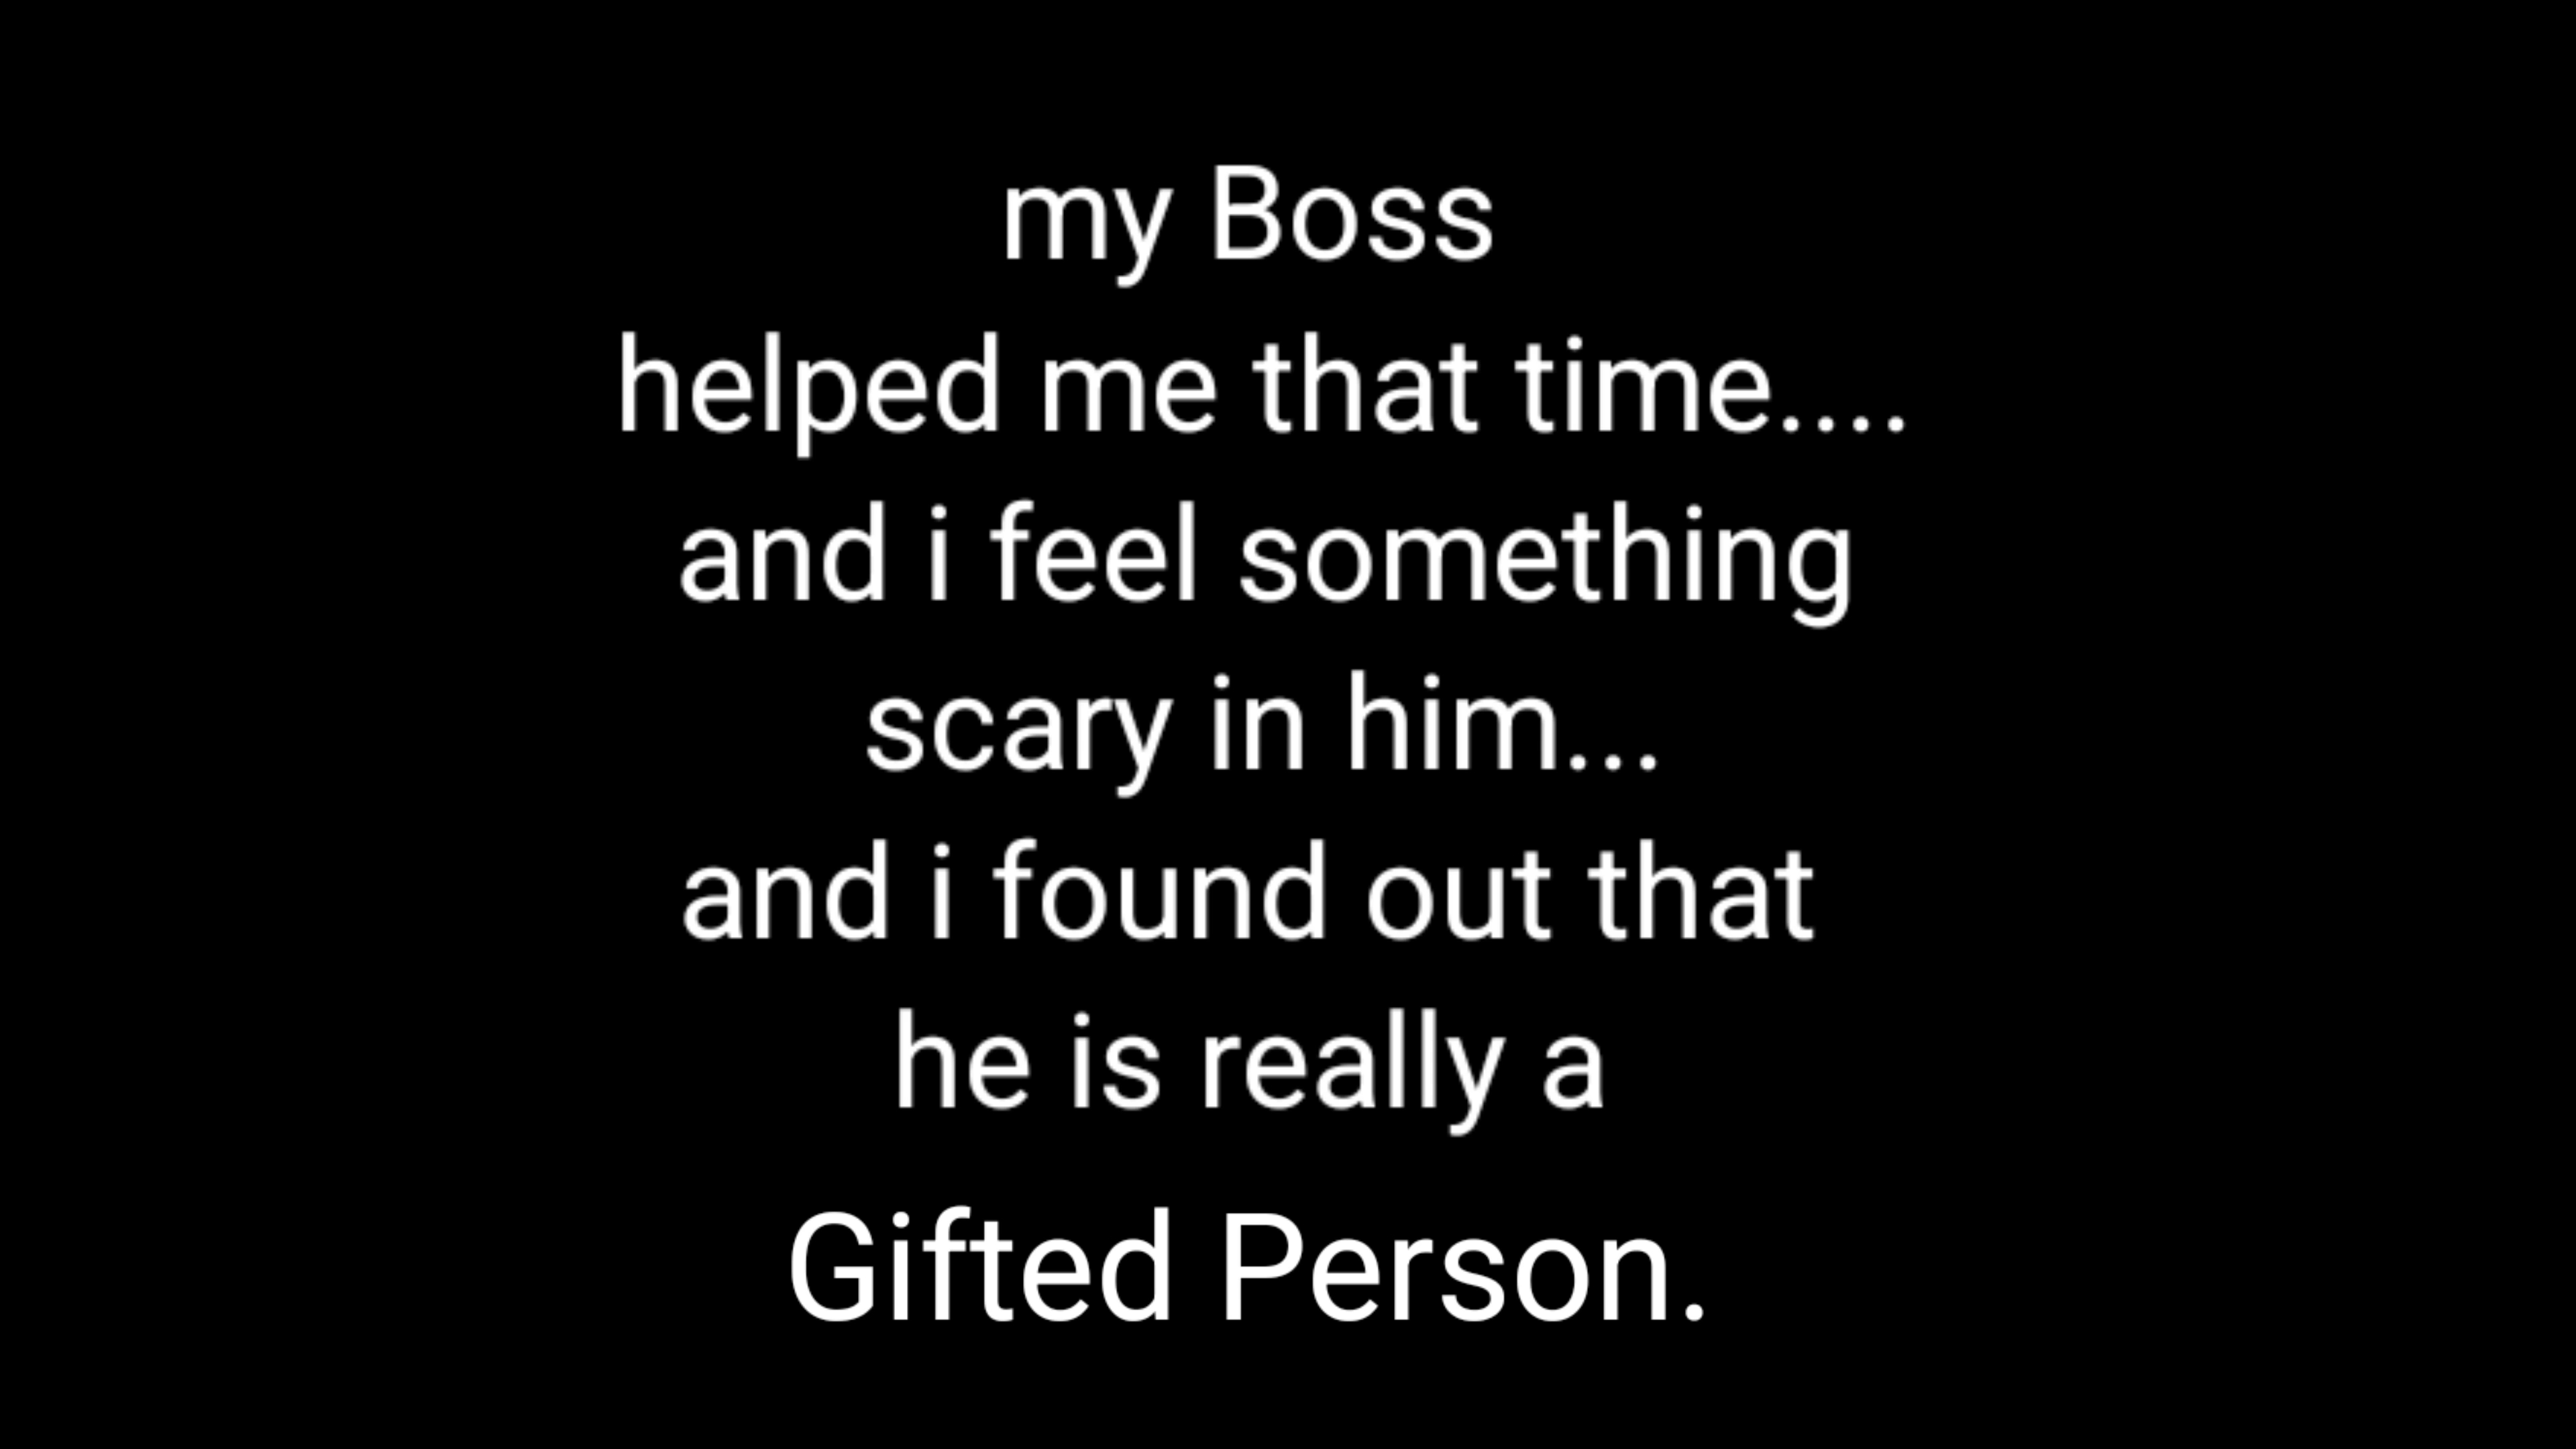 my Boss
helped me that time....
and i feel something
scary in him...
and i found out that
he is really a
Gifted Person.